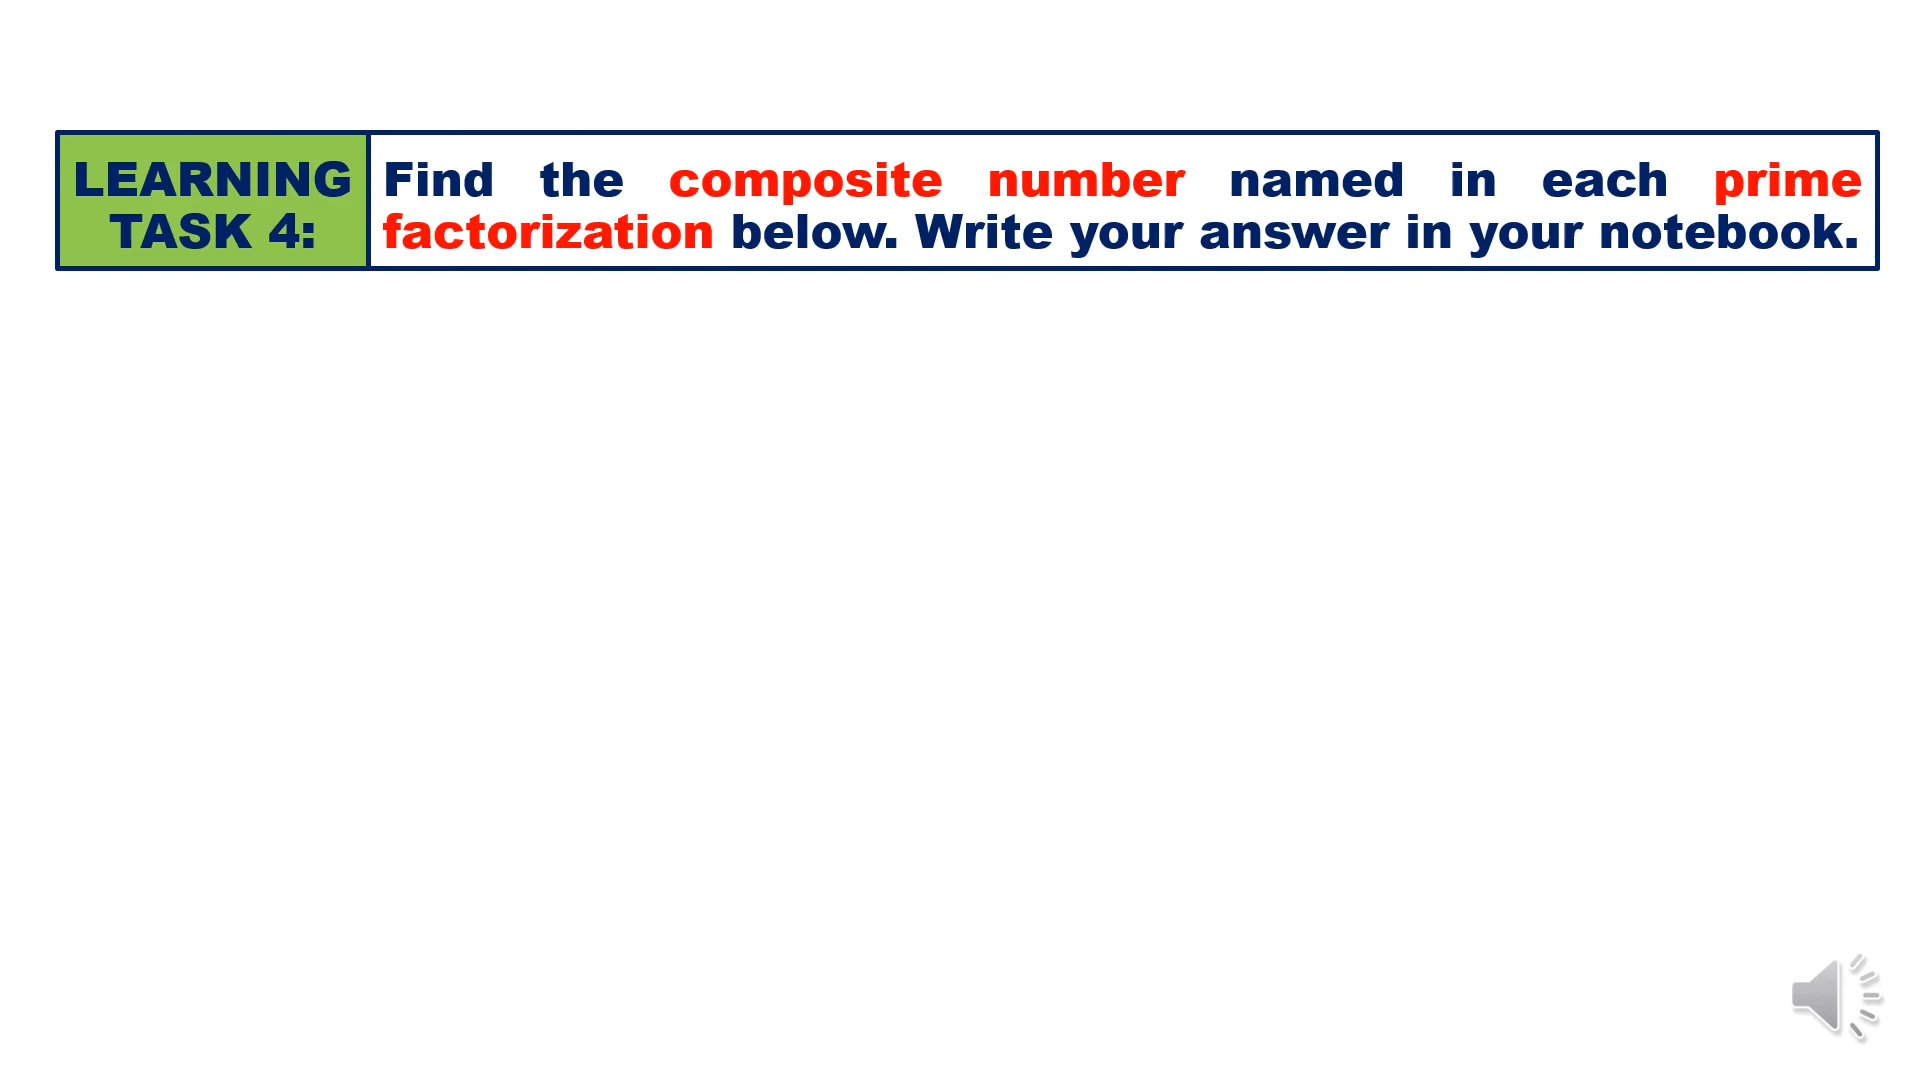 LEARNING
TASK 4:
Find the composite number named in each prime
factorization below. Write your answer in your notebook.